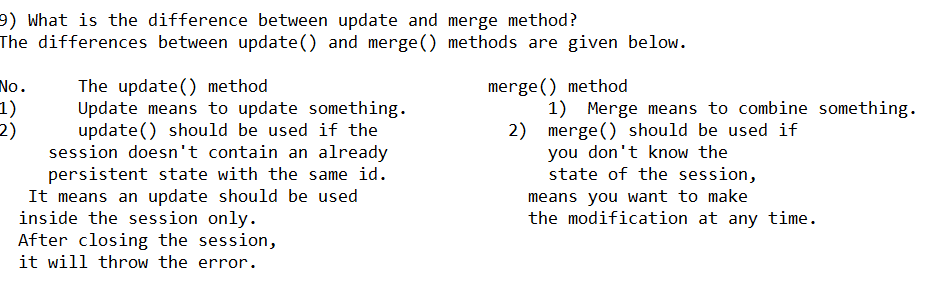 9) What is the difference between update and merge method?
The differences between update() and merge() methods are given below.
No. The update() method merge() method
1) Update means to update something. 1) Merge means to combine something.
2) update() should be used if the 2) merge() should be used if
session doesn't contain an already you don't know the
persistent state with the same id. state of the session,
It means an update should be used means you want to make
inside the session only. the modification at any time.
After closing the session,
it will throw the error.